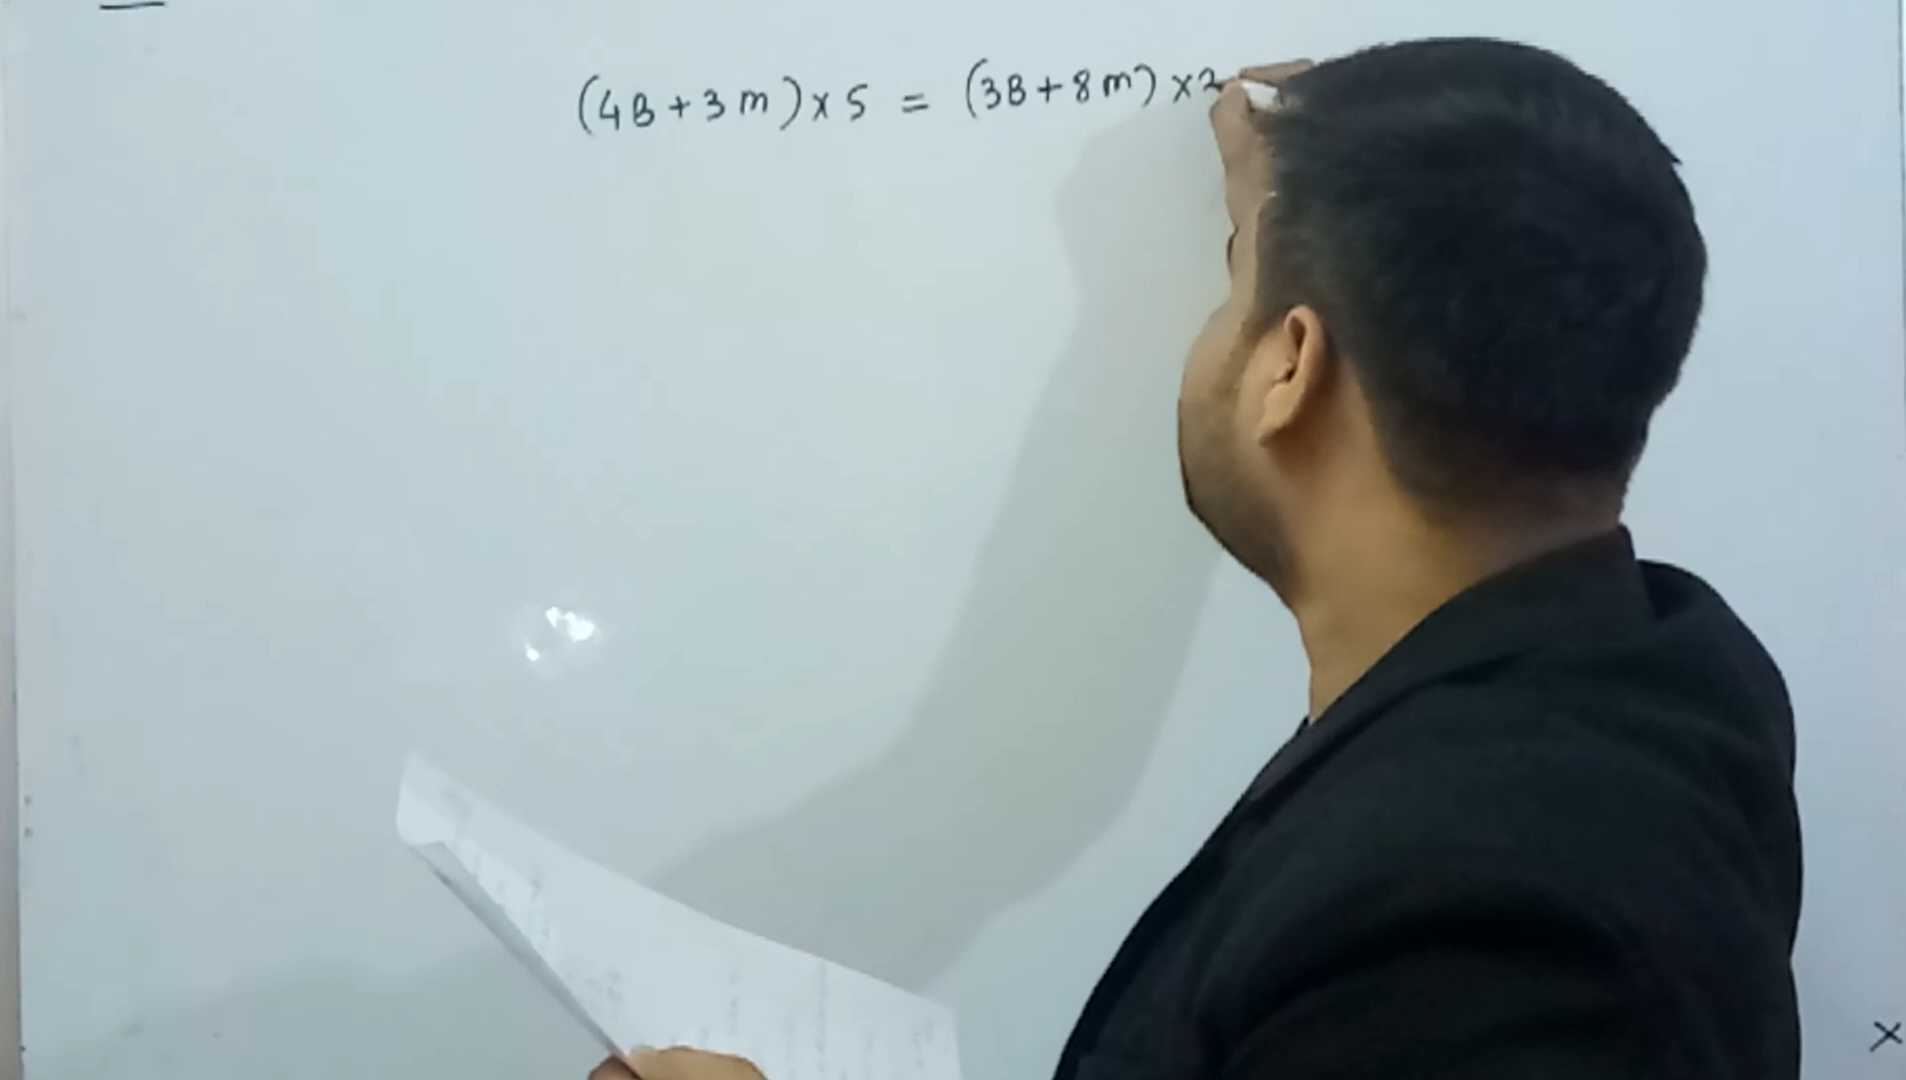 (4B + 3m) x 5 = (3B + 8m) x 2
x